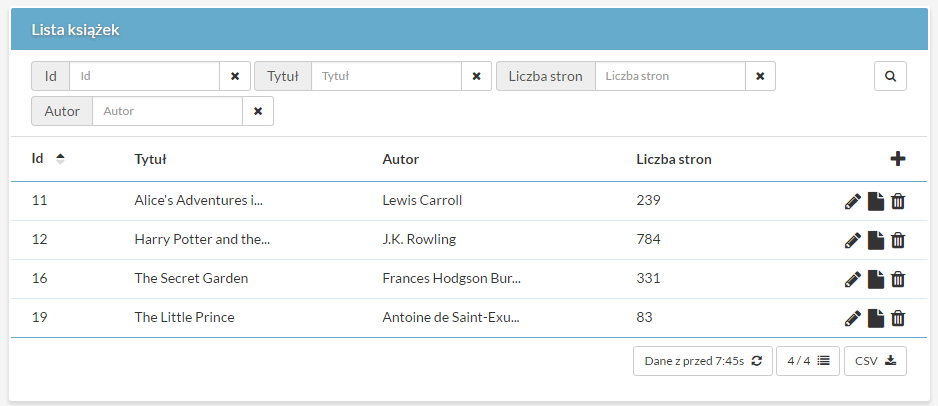 Lista książek
Id Id Tytuł Tytuł Liczba stron Liczba stron
Autor Autor
Id Tytuł Autor Liczba stron
11 Alice's Adventures i... Lewis Carroll 239
12 Harry Potter and the... J.K. Rowling 784
16 The Secret Garden Frances Hodgson Bur... 331
19 The Little Prince Antoine de Saint-Exu... 83
Dane z przed 7:45s 4 / 4 CSV